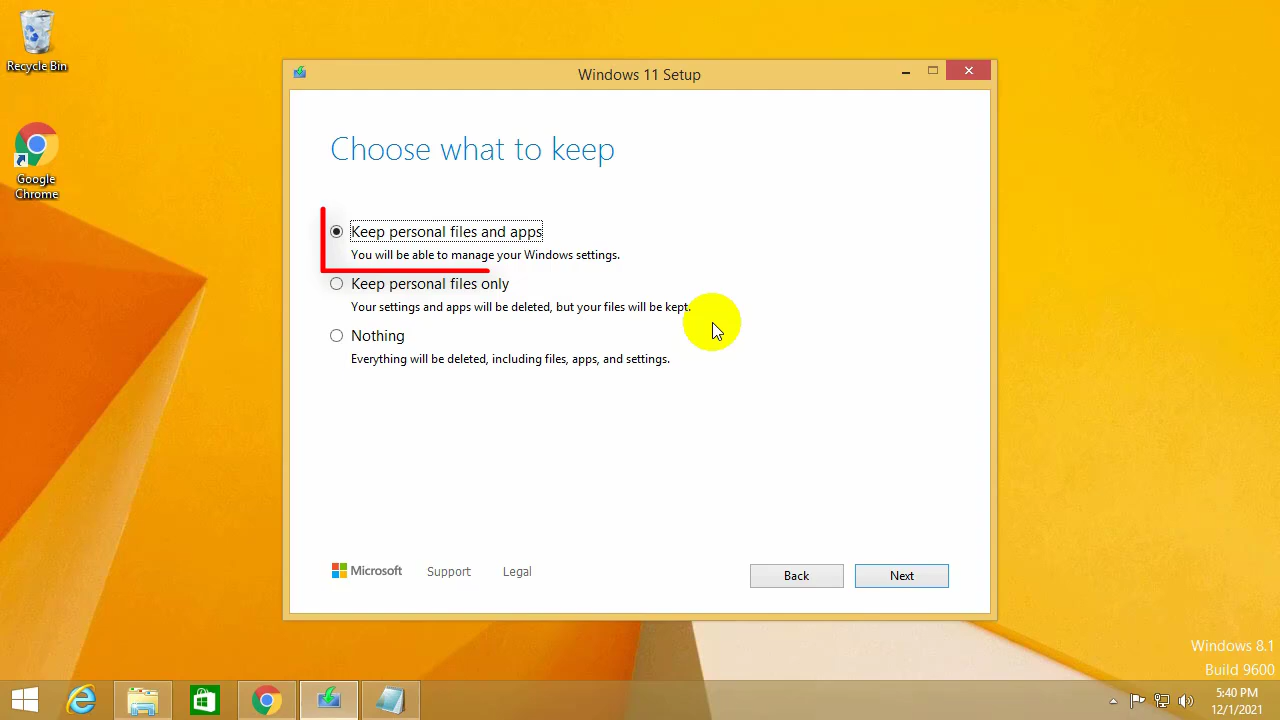 Recycle Bin
Google
Chrome
Windows 11 Setup
Choose what to keep
Keep personal files and apps
You will be able to manage your Windows settings.
Keep personal files only
Your settings and apps will be deleted, but your files will be kept.
Nothing
Everything will be deleted, including files, apps, and settings.
Microsoft Support Legal
Back Next
Windows 8.1
Build 9600
5:40 PM
12/1/2021